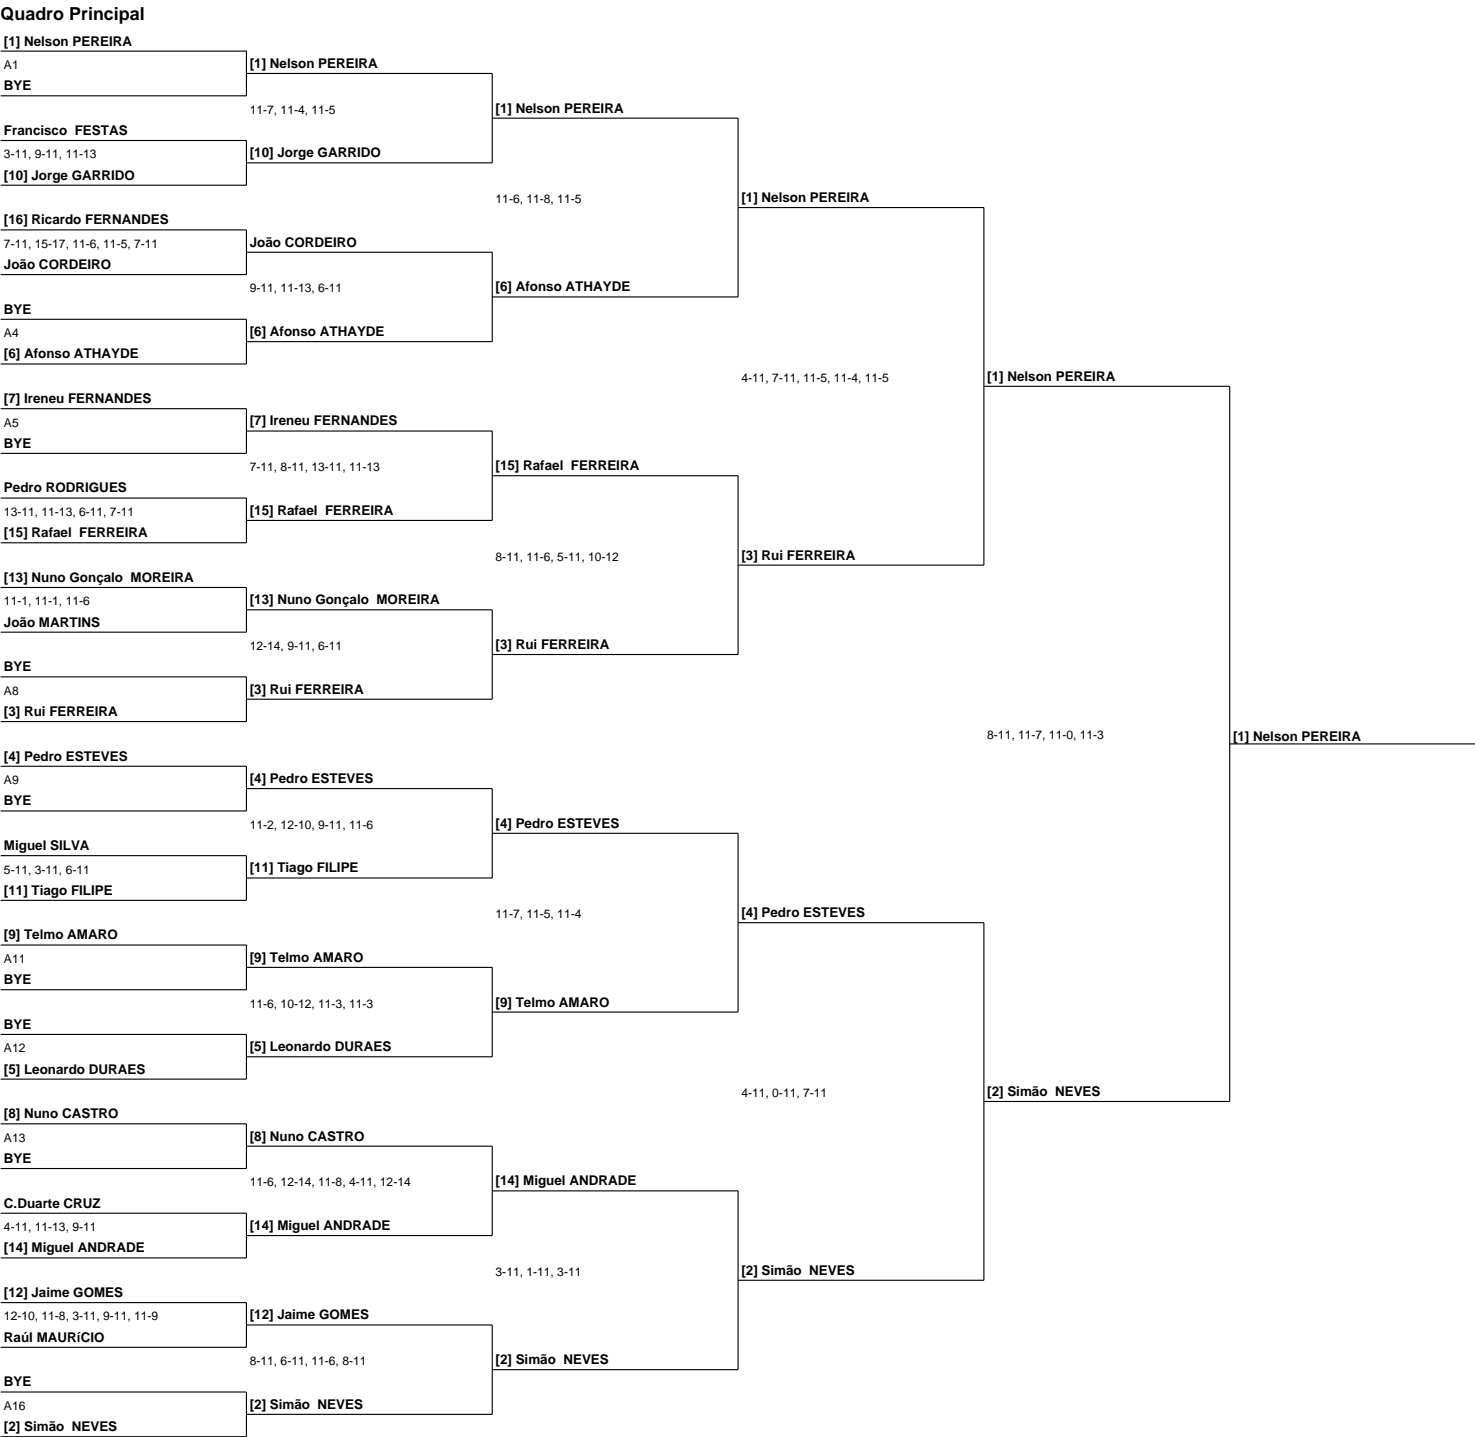 Quadro Principal
[1] Nelson PEREIRA
A1
BYE
Francisco  FESTAS
3-11, 9-11, 11-13
[10] Jorge GARRIDO
[16] Ricardo FERNANDES
7-11, 15-17, 11-6, 11-5, 7-11
João CORDEIRO
BYE
A4
[6] Afonso ATHAYDE
[7] Ireneu FERNANDES
A5
BYE
Pedro RODRIGUES
13-11, 11-13, 6-11, 7-11
[15] Rafael  FERREIRA
[13] Nuno Gonçalo  MOREIRA
11-1, 11-1, 11-6
João MARTINS
BYE
A8
[3] Rui FERREIRA
[4] Pedro ESTEVES
A9
BYE
Miguel SILVA
5-11, 3-11, 6-11
[11] Tiago FILIPE
[9] Telmo AMARO
A11
BYE
BYE
A12
[5] Leonardo DURAES
[8] Nuno CASTRO
A13
BYE
C.Duarte CRUZ
4-11, 11-13, 9-11
[14] Miguel ANDRADE
[12] Jaime GOMES
12-10, 11-8, 3-11, 9-11, 11-9
Raúl MAURíCIO
BYE
A16
[2] Simão  NEVES
[1] Nelson PEREIRA
11-7, 11-4, 11-5
[10] Jorge GARRIDO
João CORDEIRO
9-11, 11-13, 6-11
[6] Afonso ATHAYDE
[7] Ireneu FERNANDES
7-11, 8-11, 13-11, 11-13
[15] Rafael  FERREIRA
[13] Nuno Gonçalo  MOREIRA
12-14, 9-11, 6-11
[3] Rui FERREIRA
[4] Pedro ESTEVES
11-2, 12-10, 9-11, 11-6
[11] Tiago FILIPE
[9] Telmo AMARO
11-6, 10-12, 11-3, 11-3
[5] Leonardo DURAES
[8] Nuno CASTRO
11-6, 12-14, 11-8, 4-11, 12-14
[14] Miguel ANDRADE
[12] Jaime GOMES
8-11, 6-11, 11-6, 8-11
[2] Simão  NEVES
[1] Nelson PEREIRA
11-6, 11-8, 11-5
[6] Afonso ATHAYDE
[15] Rafael  FERREIRA
8-11, 11-6, 5-11, 10-12
[3] Rui FERREIRA
[4] Pedro ESTEVES
11-7, 11-5, 11-4
[9] Telmo AMARO
[14] Miguel ANDRADE
3-11, 1-11, 3-11
[2] Simão  NEVES
[1] Nelson PEREIRA
4-11, 7-11, 11-5, 11-4, 11-5
[3] Rui FERREIRA
[4] Pedro ESTEVES
4-11, 0-11, 7-11
[2] Simão  NEVES
[1] Nelson PEREIRA
8-11, 11-7, 11-0, 11-3
[2] Simão  NEVES
[1] Nelson PEREIRA